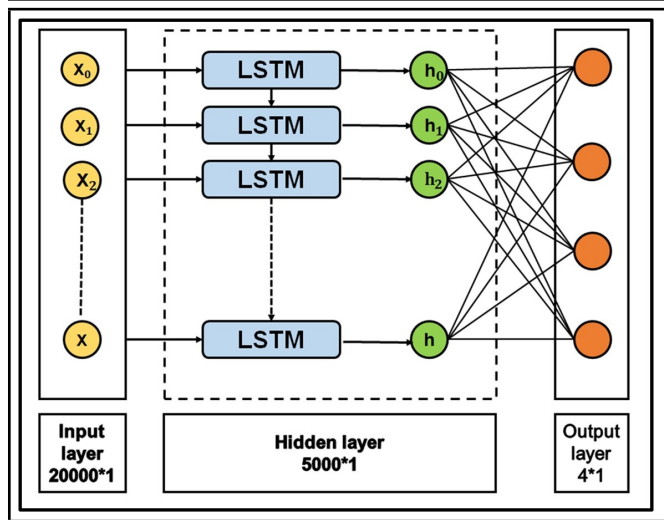 X₀ LSTM h₀
X₁ LSTM h₁
X₂ LSTM h₂
X LSTM h
Input
layer
20000*1
Hidden layer
5000*1
Output
layer
4*1